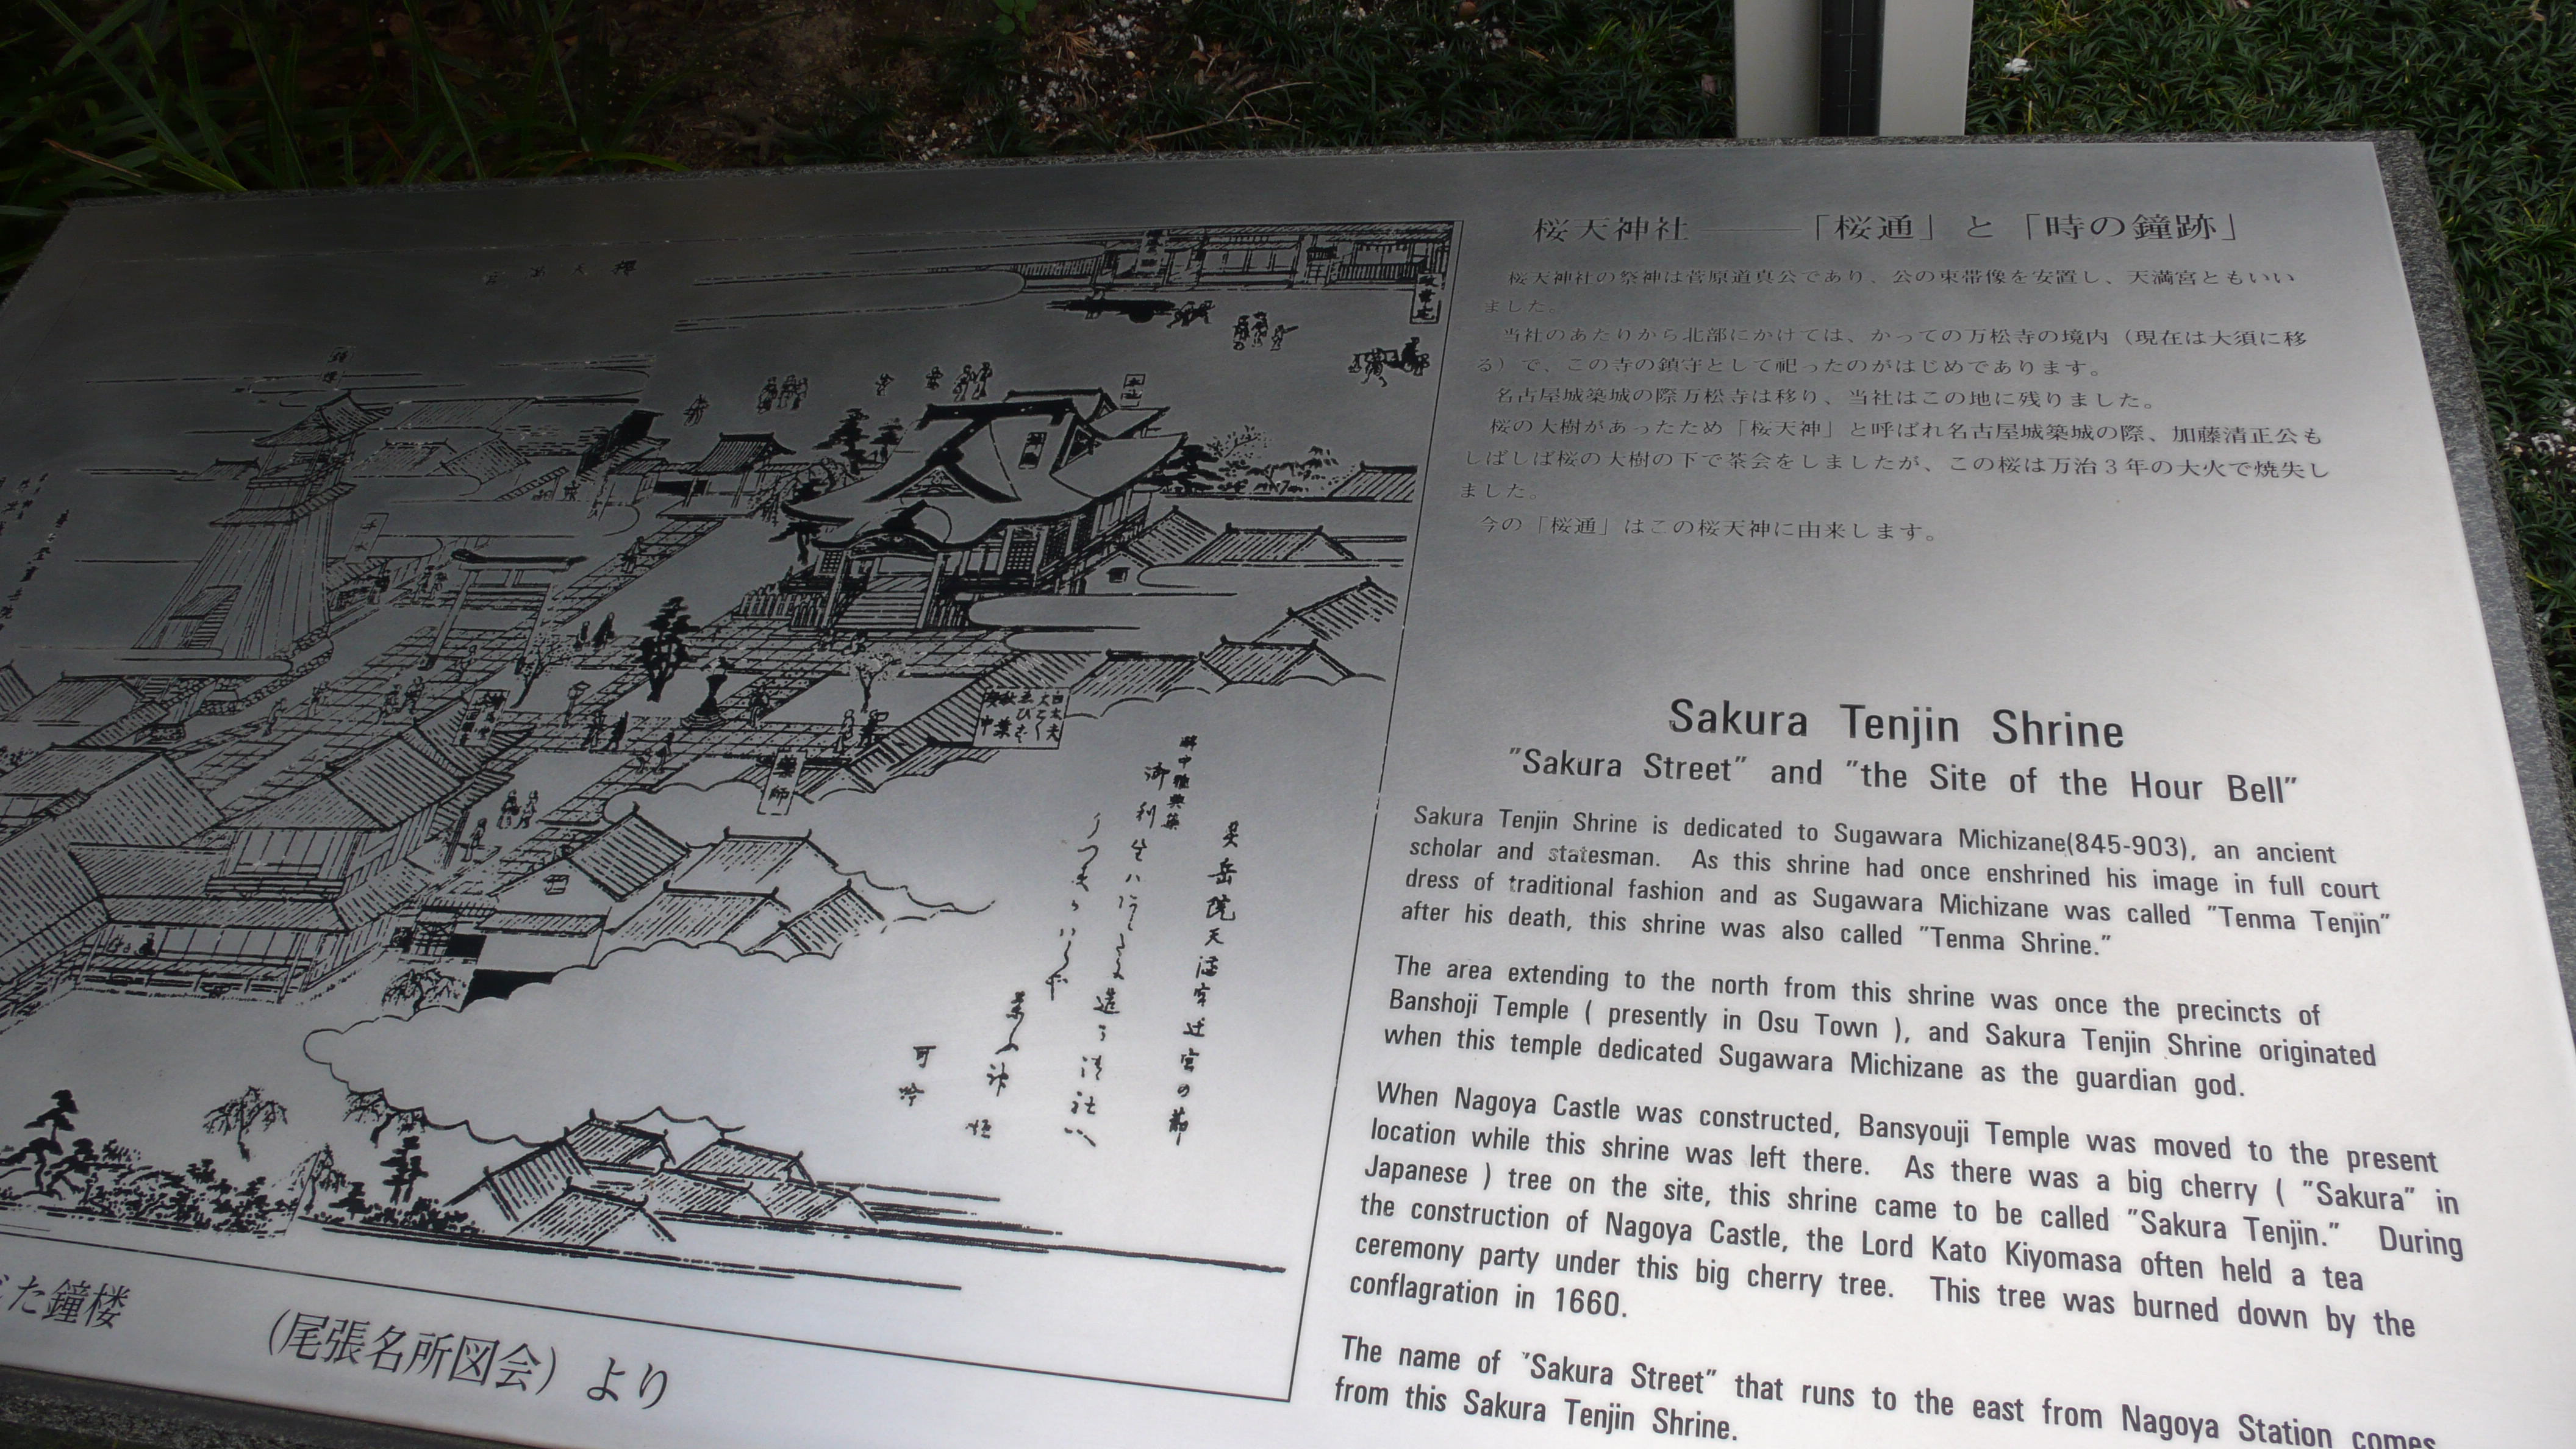 桜天神社 ——「桜通」と「時の鐘跡」
桜天神社の祭神は菅原道真公であり、公の束帯像を安置し、天満宮ともいい
ました。
当社のあたりから北部にかけては、かっての万松寺の境内（現在は大須に移
る）で、この寺の鎮守として祀ったのがはじめであります。
名古屋城築城の際万松寺は移り、当社はこの地に残りました。
桜の大樹があったため「桜天神」と呼ばれ名古屋城築城の際、加藤清正公も
しばしば桜の大樹の下で茶会をしましたが、この桜は万治3年の大火で焼失し
ました。
今の「桜通」はこの桜天神に由来します。
Sakura Tenjin Shrine
"Sakura Street" and "the Site of the Hour Bell"
Sakura Tenjin Shrine is dedicated to Sugawara Michizane(845-903), an ancient
scholar and statesman. As this shrine had once enshrined his image in full court
dress of traditional fashion and as Sugawara Michizane was called "Tenma Tenjin"
after his death, this shrine was also called "Tenma Shrine."
The area extending to the north from this shrine was once the precincts of
Banshoji Temple ( presently in Osu Town ), and Sakura Tenjin Shrine originated
when this temple dedicated Sugawara Michizane as the guardian god.
When Nagoya Castle was constructed, Bansyouji Temple was moved to the present
location while this shrine was left there. As there was a big cherry ( "Sakura" in
Japanese ) tree on the site, this shrine came to be called "Sakura Tenjin." During
the construction of Nagoya Castle, the Lord Kato Kiyomasa often held a tea
ceremony party under this big cherry tree. This tree was burned down by the
conflagration in 1660.
The name of "Sakura Street" that runs to the east from Nagoya Station comes
from this Sakura Tenjin Shrine.
た鐘楼
(尾張名所図会) より